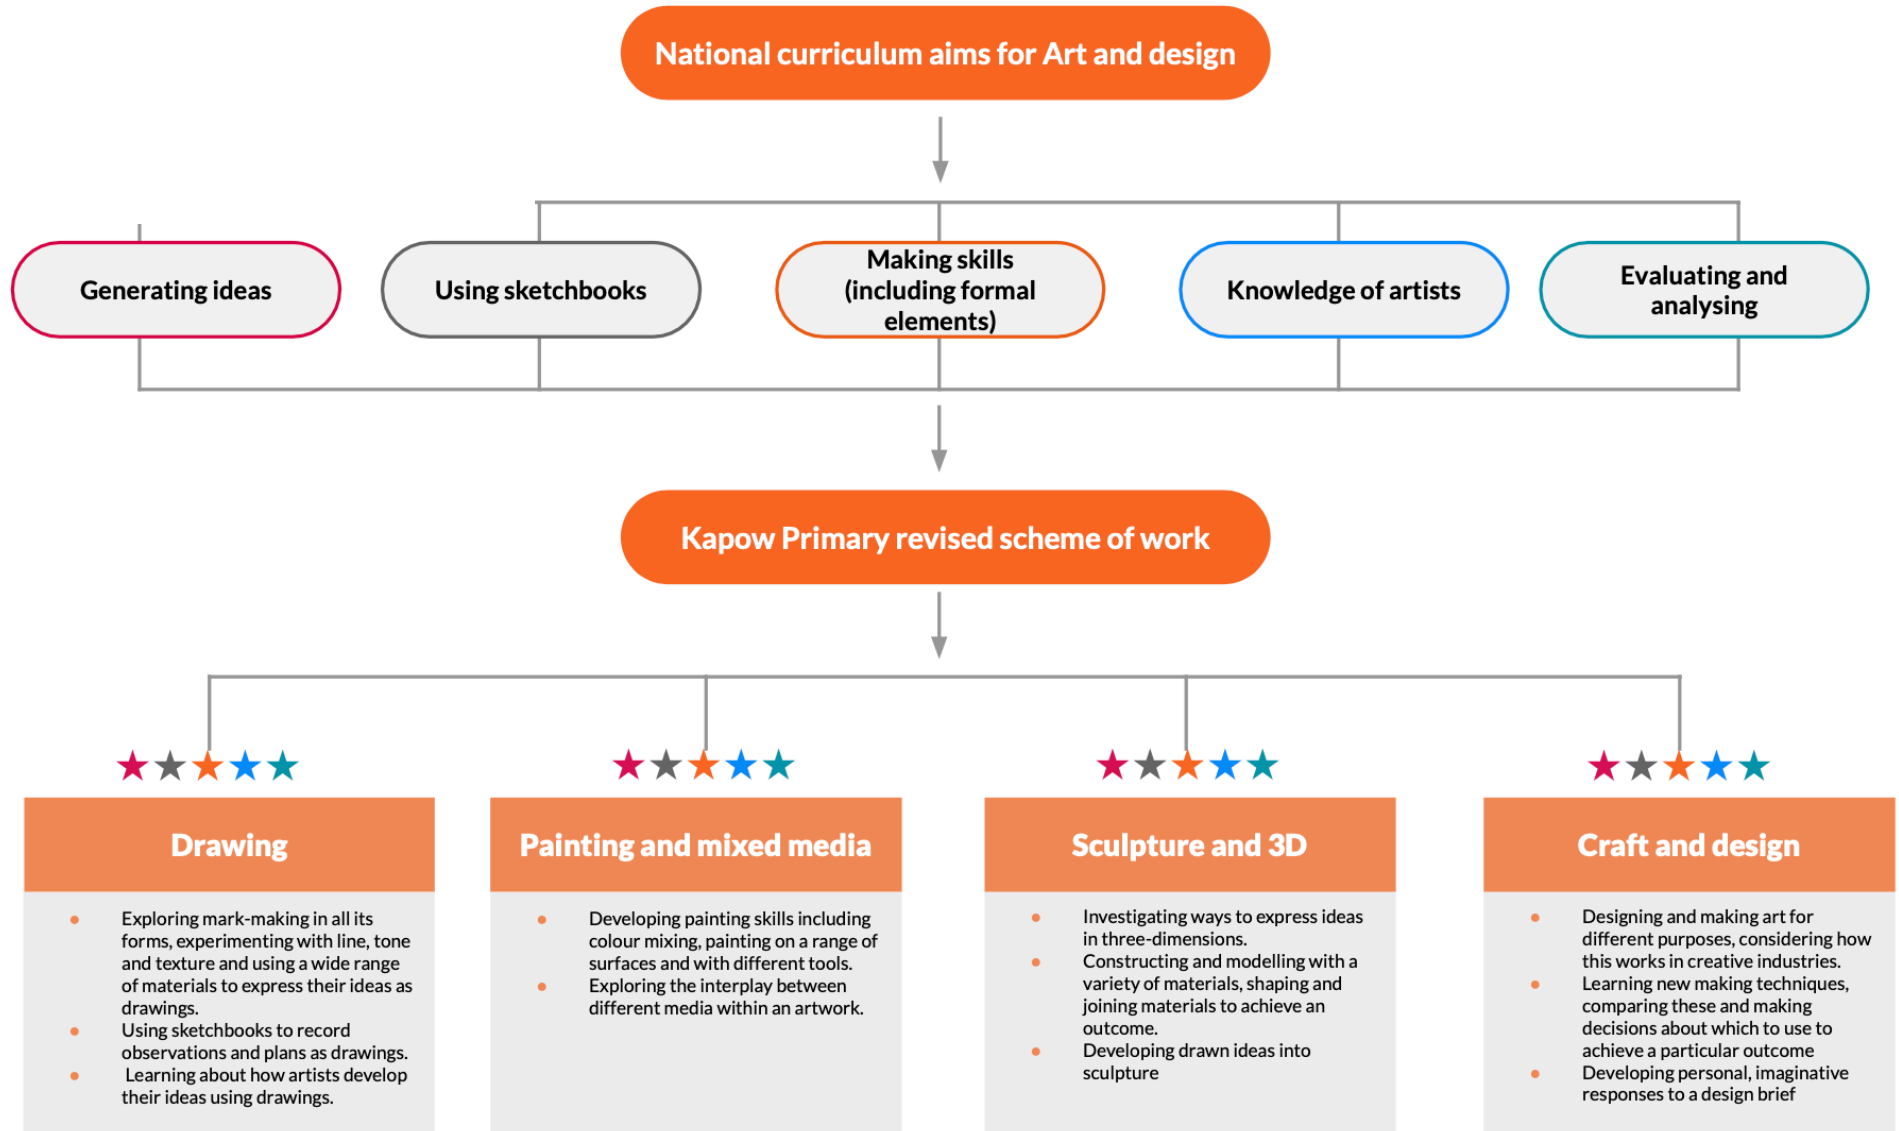 National curriculum aims for Art and design
Generating ideas
Using sketchbooks
Making skills
(including formal
elements)
Knowledge of artists
Evaluating and
analysing
Kapow Primary revised scheme of work
Drawing
• Exploring mark-making in all its
forms, experimenting with line, tone
and texture and using a wide range
of materials to express their ideas as
drawings.
• Using sketchbooks to record
observations and plans as drawings.
• Learning about how artists develop
their ideas using drawings.
Painting and mixed media
• Developing painting skills including
colour mixing, painting on a range of
surfaces and with different tools.
• Exploring the interplay between
different media within an artwork.
Sculpture and 3D
• Investigating ways to express ideas
in three-dimensions.
• Constructing and modelling with a
variety of materials, shaping and
joining materials to achieve an
outcome.
• Developing drawn ideas into
sculpture
Craft and design
• Designing and making art for
different purposes, considering how
this works in creative industries.
• Learning new making techniques,
comparing these and making
decisions about which to use to
achieve a particular outcome
• Developing personal, imaginative
responses to a design brief